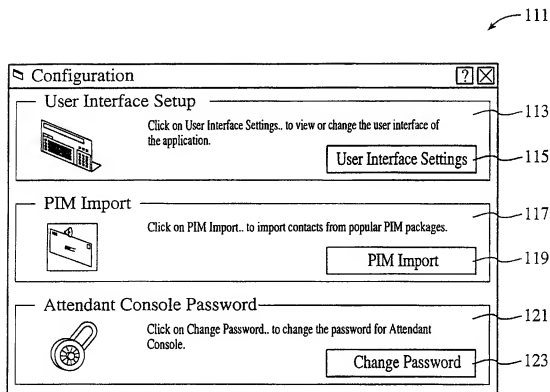 111
Configuration ?
User Interface Setup
113
Click on User Interface Settings.. to view or change the user interface of
the application.
User Interface Settings
115
PIM Import
117
Click on PIM Import.. to import contacts from popular PIM packages.
PIM Import
119
Attendant Console Password
121
Click on Change Password.. to change the password for Attendant
Console.
Change Password
123